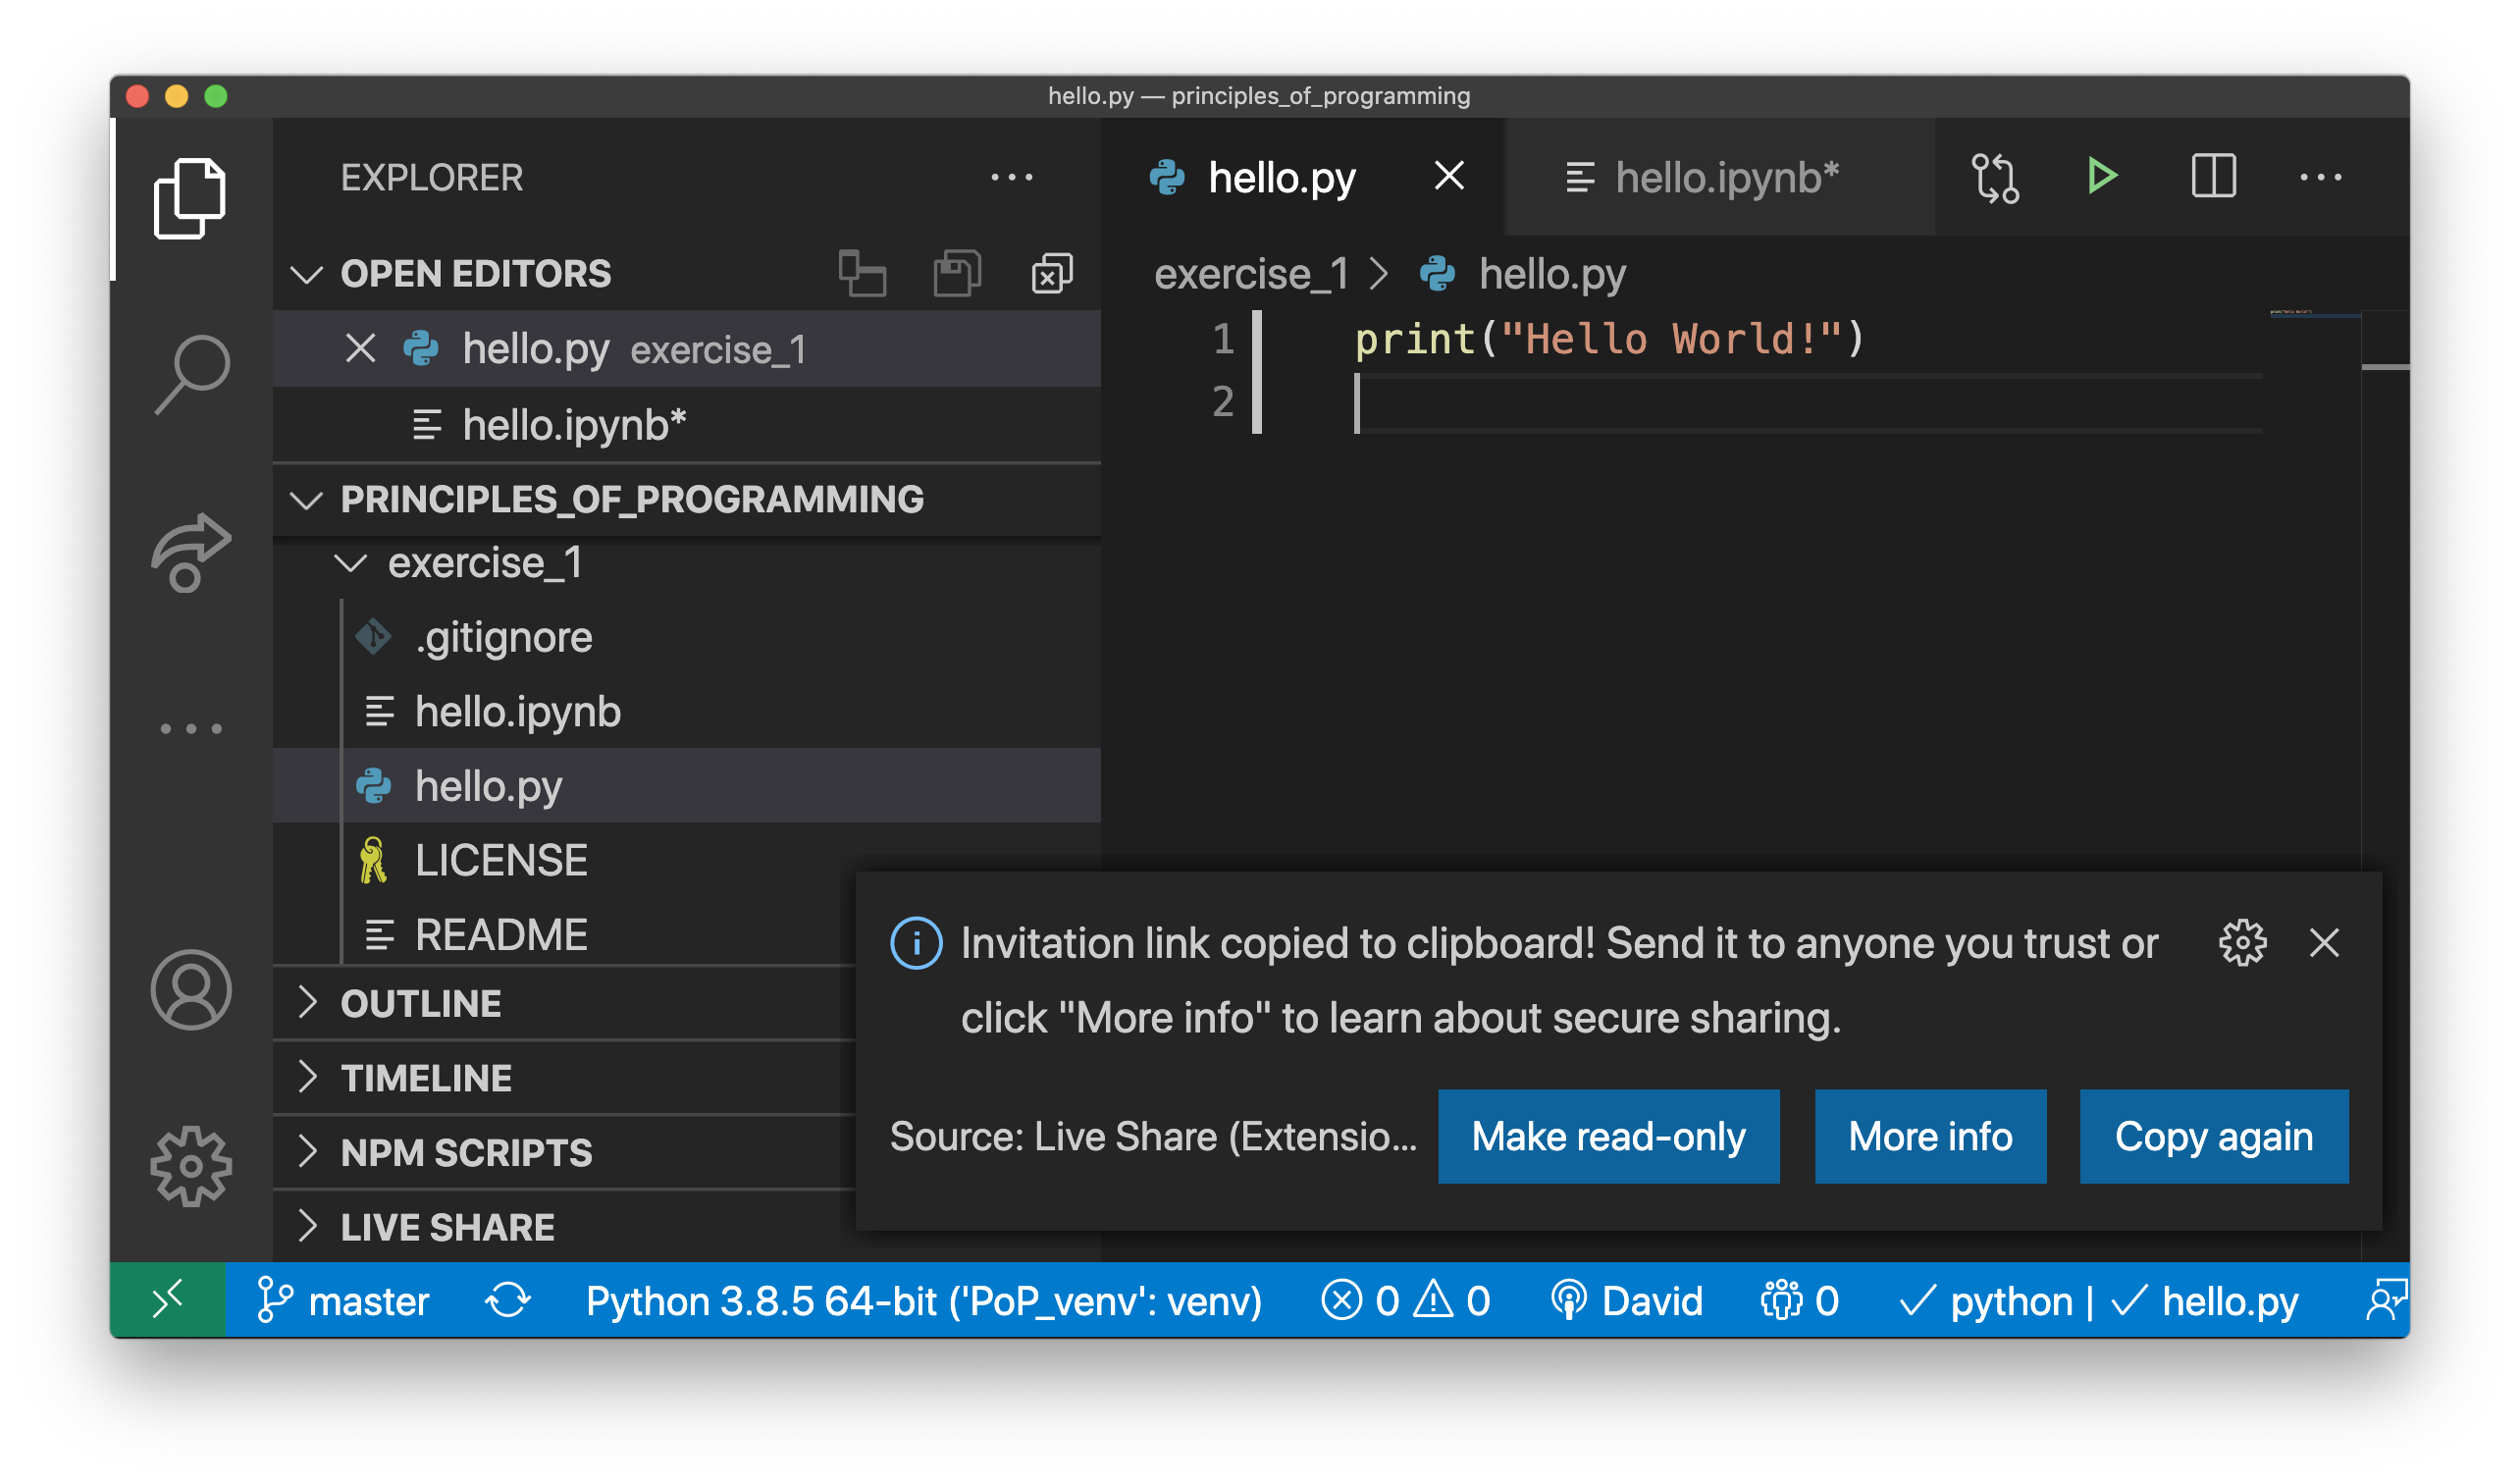 hello.py — principles_of_programming
EXPLORER
OPEN EDITORS
hello.py exercise_1
hello.ipynb*
PRINCIPLES_OF_PROGRAMMING
exercise_1
.gitignore
hello.ipynb
hello.py
LICENSE
README
OUTLINE
TIMELINE
NPM SCRIPTS
LIVE SHARE
hello.py
hello.ipynb*
exercise_1 > hello.py
1 print("Hello World!")
2
Invitation link copied to clipboard! Send it to anyone you trust or
click "More info" to learn about secure sharing.
Source: Live Share (Extensio...
Make read-only
More info
Copy again
master
Python 3.8.5 64-bit ('PoP_venv': venv)
0 0
David
0
python | hello.py